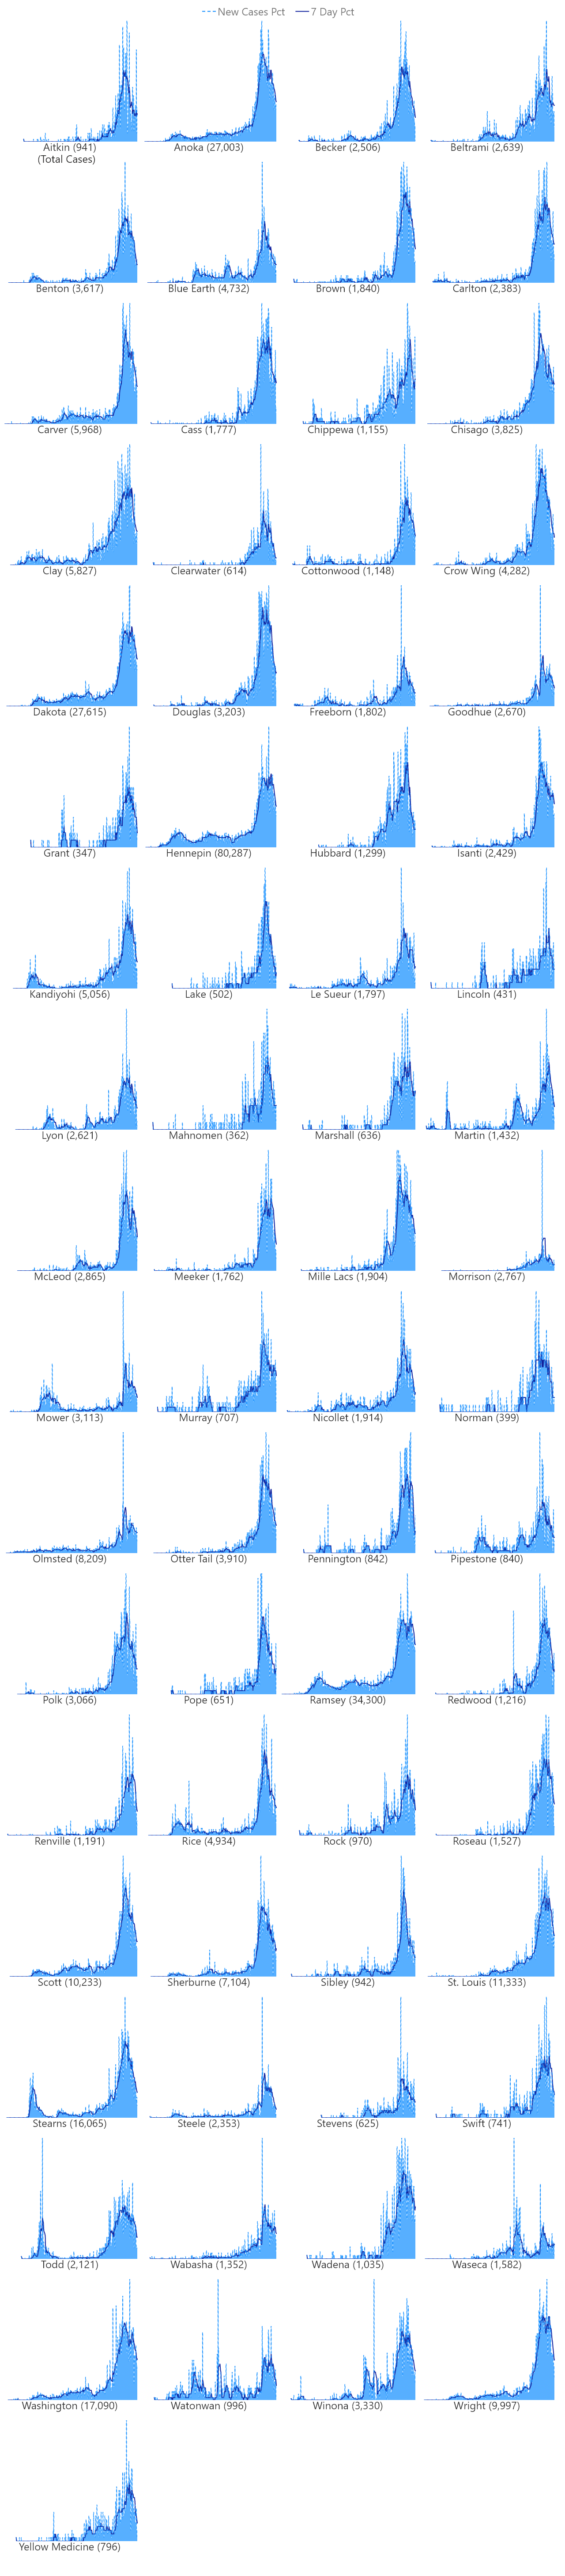 New Cases Pct 7 Day Pct
Aitkin (941) Anoka (27,003) Becker (2,506) Beltrami (2,639)
(Total Cases)
Benton (3,617) Blue Earth (4,732) Brown (1,840) Carlton (2,383)
Carver (5,968) Cass (1,777) Chippewa (1,155) Chisago (3,825)
Clay (5,827) Clearwater (614) Cottonwood (1,148) Crow Wing (4,282)
Dakota (27,615) Douglas (3,203) Freeborn (1,802) Goodhue (2,670)
Grant (347) Hennepin (80,287) Hubbard (1,299) Isanti (2,429)
Kandiyohi (5,056) Lake (502) Le Sueur (1,797) Lincoln (431)
Lyon (2,621) Mahnomen (362) Marshall (636) Martin (1,432)
McLeod (2,865) Meeker (1,762) Mille Lacs (1,904) Morrison (2,767)
Mower (3,113) Murray (707) Nicollet (1,914) Norman (399)
Olmsted (8,209) Otter Tail (3,910) Pennington (842) Pipestone (840)
Polk (3,066) Pope (651) Ramsey (34,300) Redwood (1,216)
Renville (1,191) Rice (4,934) Rock (970) Roseau (1,527)
Scott (10,233) Sherburne (7,104) Sibley (942) St. Louis (11,333)
Stearns (16,065) Steele (2,353) Stevens (625) Swift (741)
Todd (2,121) Wabasha (1,352) Wadena (1,035) Waseca (1,582)
Washington (17,090) Watonwan (996) Winona (3,330) Wright (9,997)
Yellow Medicine (796)